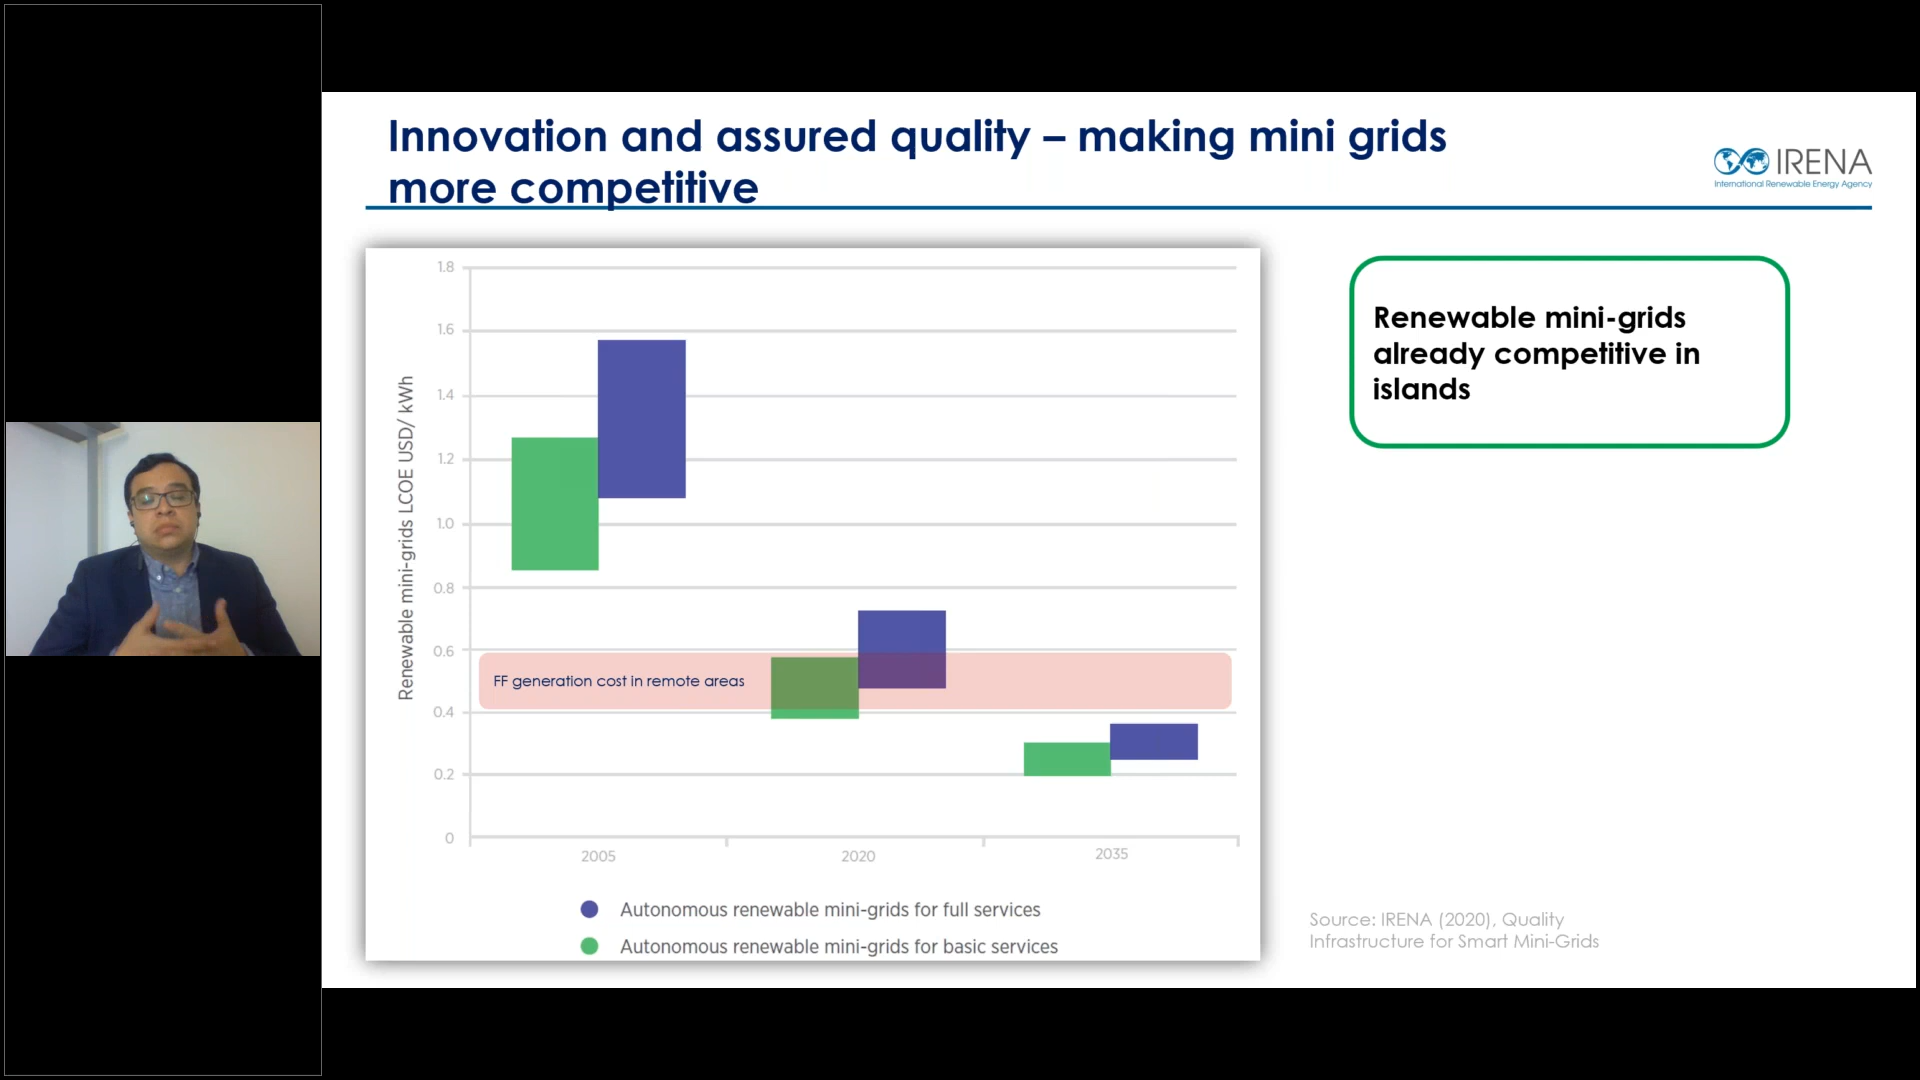 Innovation and assured quality – making mini grids
more competitive
IRENA
International Renewable Energy Agency
Renewable mini-grids LCOE USD/ kWh
1.8
1.6
1.4
1.2
1.0
0.8
0.6
0.4
0.2
0
FF generation cost in remote areas
2005
2020
2035
Autonomous renewable mini-grids for full services
Autonomous renewable mini-grids for basic services
Renewable mini-grids
already competitive in
islands
Source: IRENA (2020), Quality
Infrastructure for Smart Mini-Grids